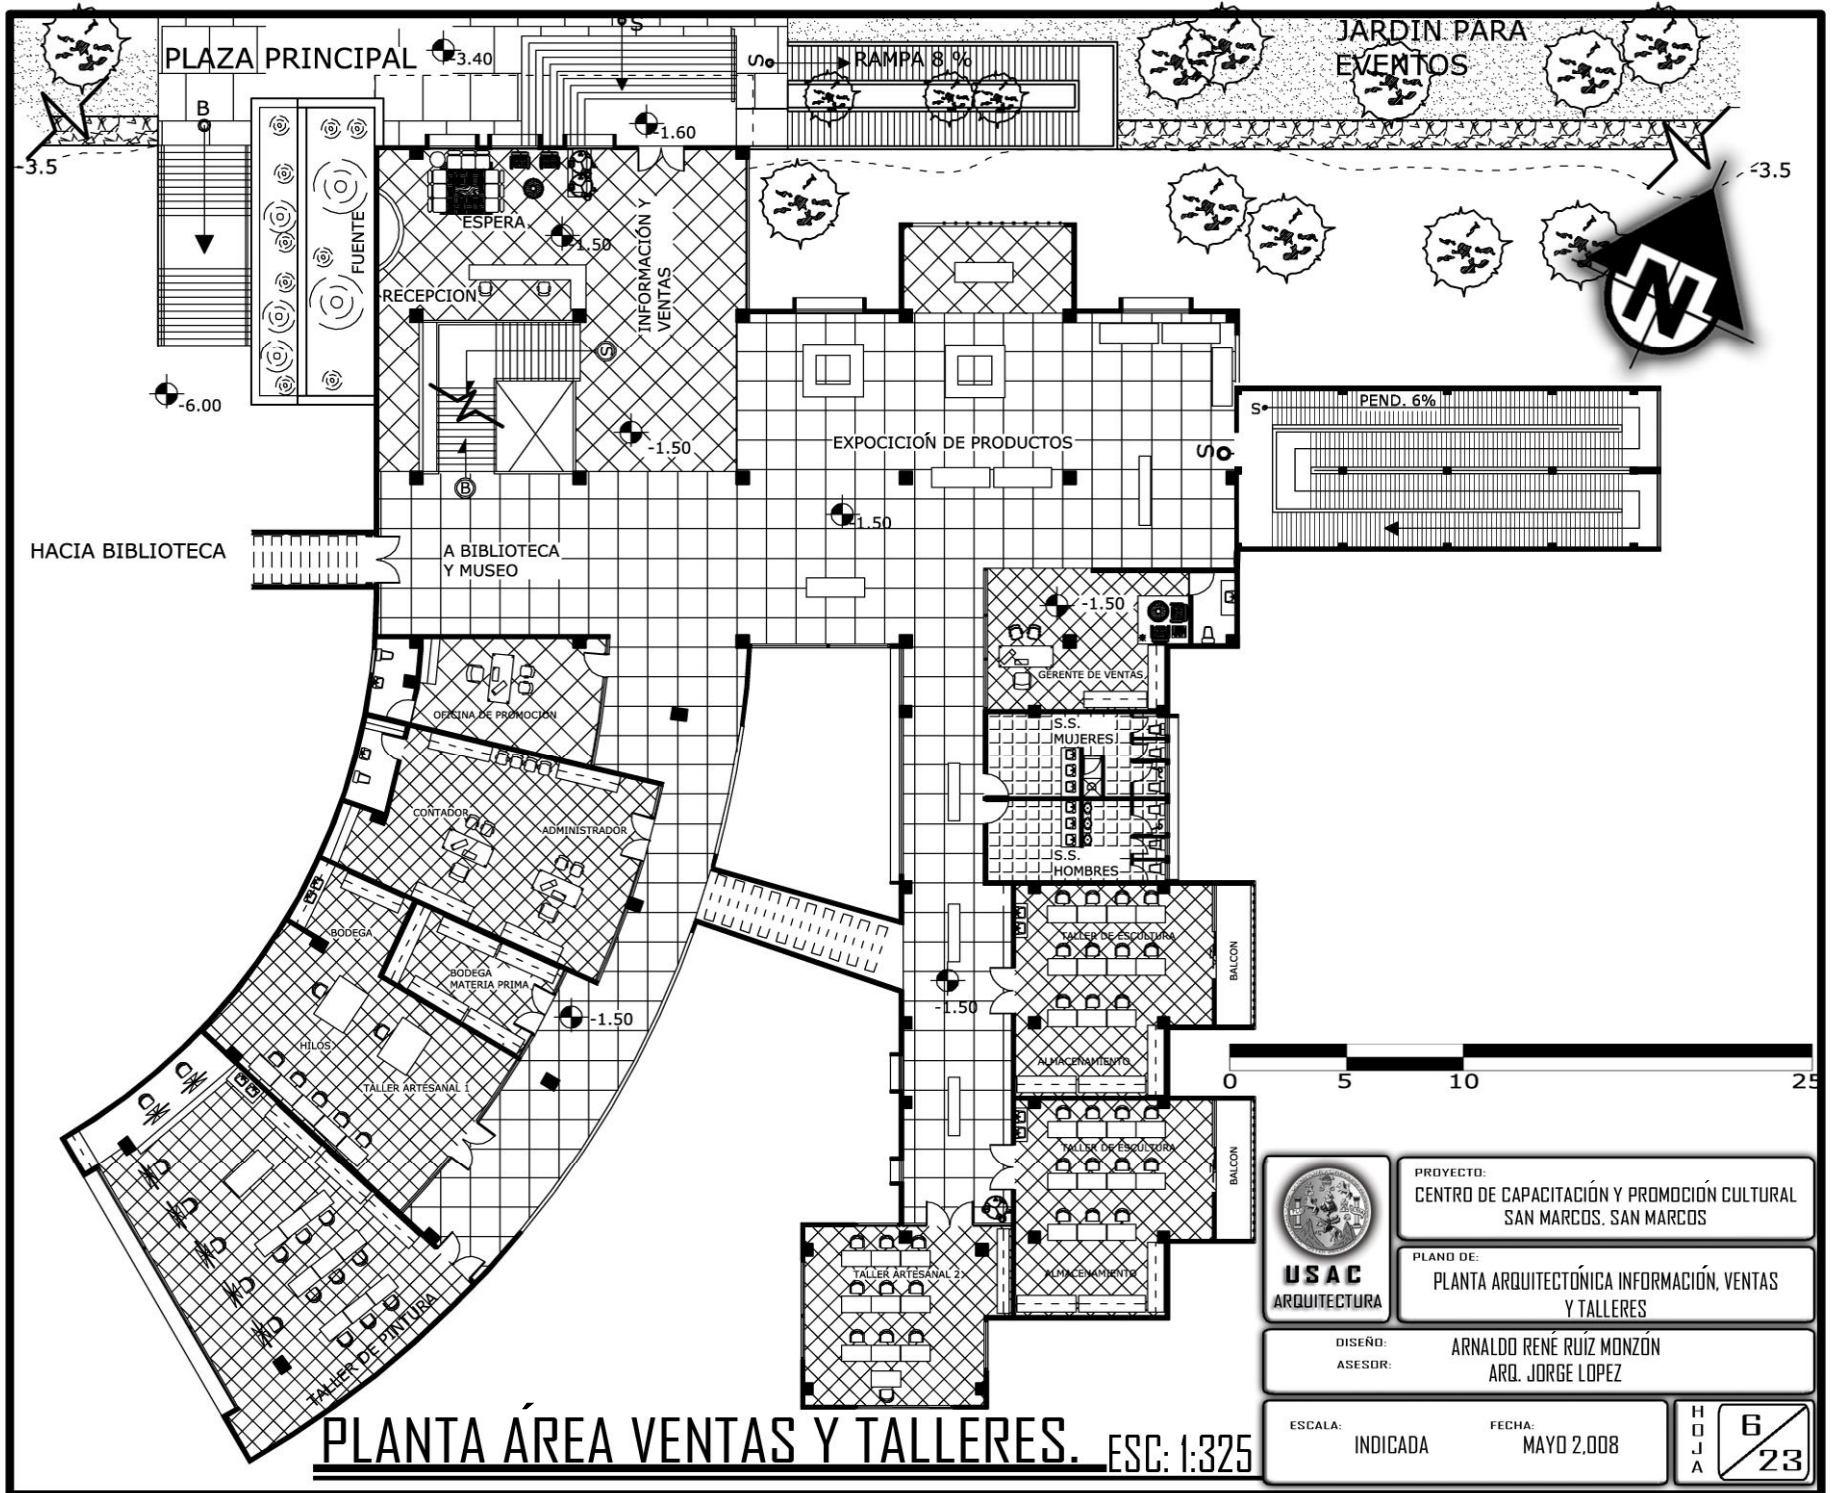 PLAZA PRINCIPAL
-3.40
S
S
RAMPA 8 %
JARDIN PARA
EVENTOS
B
-1.60
-3.5
-3.5
FUENTE
ESPERA
-1.50
INFORMACIÓN Y
VENTAS
RECEPCION
N
S
-6.00
-1.50
B
EXPOCICIÓN DE PRODUCTOS
S
PEND. 6%
S
-1.50
HACIA BIBLIOTECA
A BIBLIOTECA
Y MUSEO
-1.50
GERENTE DE VENTAS
OFICINA DE PROMOCION
S.S.
MUJERES
CONTADOR
ADMINISTRADOR
S.S.
HOMBRES
BODEGA
BODEGA
MATERIA PRIMA
TALLER DE ESCULTURA
BALCON
-1.50
-1.50
HILOS
TALLER ARTESANAL 1
ALMACENAMIENTO
0 5 10 25
TALLER DE ESCULTURA
BALCON
TALLER ARTESANAL 2
ALMACENAMIENTO
TALLER DE PINTURA
PLANTA ÁREA VENTAS Y TALLERES. ESC: 1:325
USAC
ARQUITECTURA
PROYECTO:
CENTRO DE CAPACITACIÓN Y PROMOCIÓN CULTURAL
SAN MARCOS. SAN MARCOS
PLANO DE:
PLANTA ARQUITECTÓNICA INFORMACIÓN, VENTAS
Y TALLERES
DISEÑO: ARNALDO RENÉ RUÍZ MONZÓN
ASESOR: ARQ. JORGE LOPEZ
ESCALA: INDICADA
FECHA: MAYO 2,008
HOJA
6/23